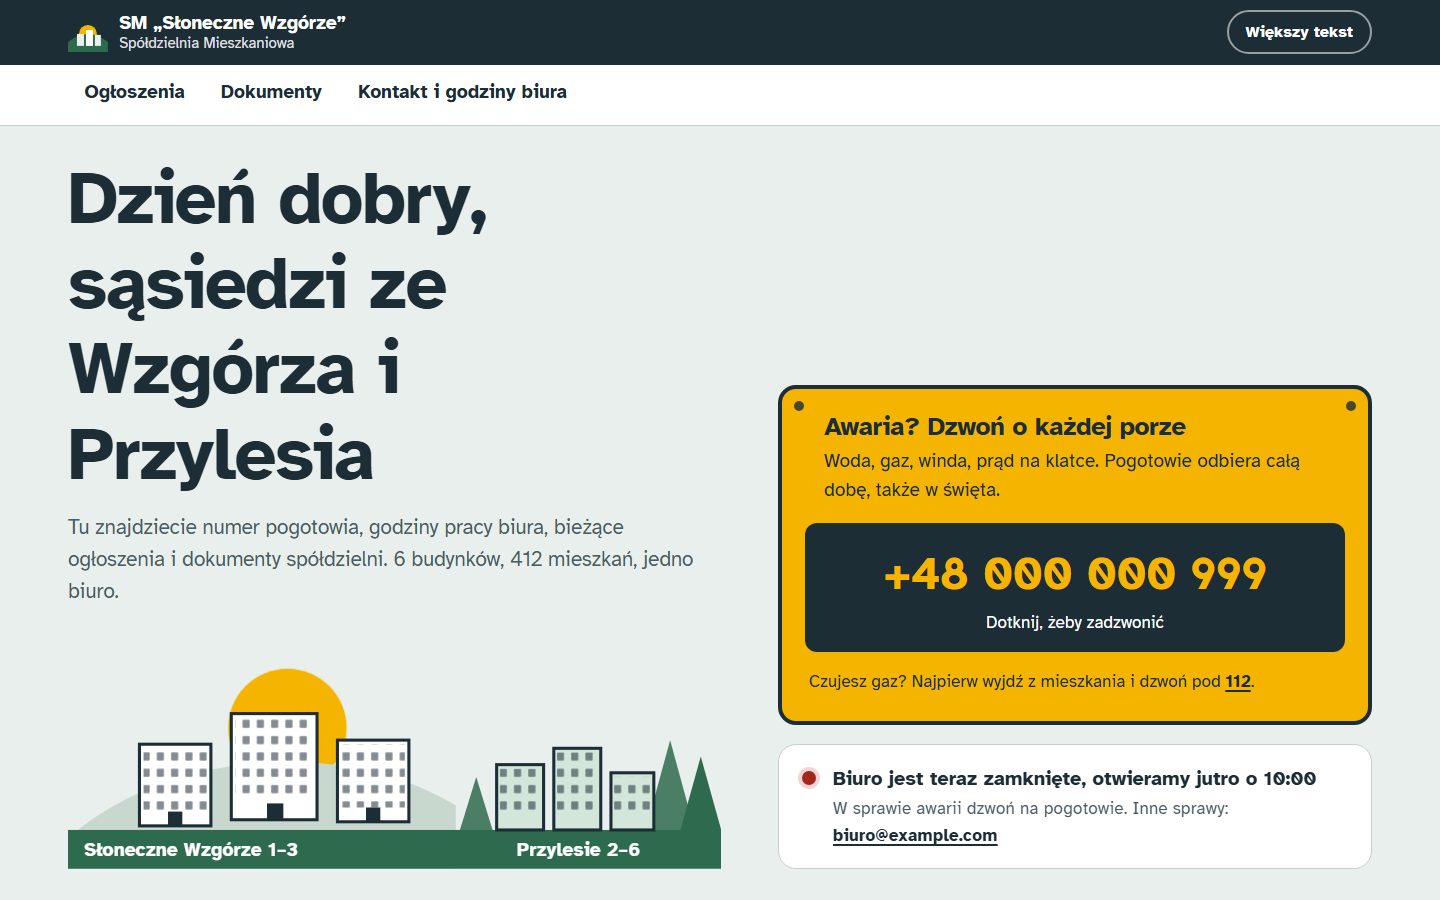 SM „Słoneczne Wzgórze”
Spółdzielnia Mieszkaniowa
Większy tekst
Ogłoszenia
Dokumenty
Kontakt i godziny biura
Dzień dobry,
sąsiedzi ze
Wzgórza i
Przylesia
Tu znajdziecie numer pogotowia, godziny pracy biura, bieżące
ogłoszenia i dokumenty spółdzielni. 6 budynków, 412 mieszkań, jedno
biuro.
Słoneczne Wzgórze 1–3
Przylesie 2–6
Awaria? Dzwoń o każdej porze
Woda, gaz, winda, prąd na klatce. Pogotowie odbiera całą
dobę, także w święta.
+48 000 000 999
Dotknij, żeby zadzwonić
Czujesz gaz? Najpierw wyjdź z mieszkania i dzwoń pod 112.
Biuro jest teraz zamknięte, otwieramy jutro o 10:00
W sprawie awarii dzwoń na pogotowie. Inne sprawy:
biuro@example.com